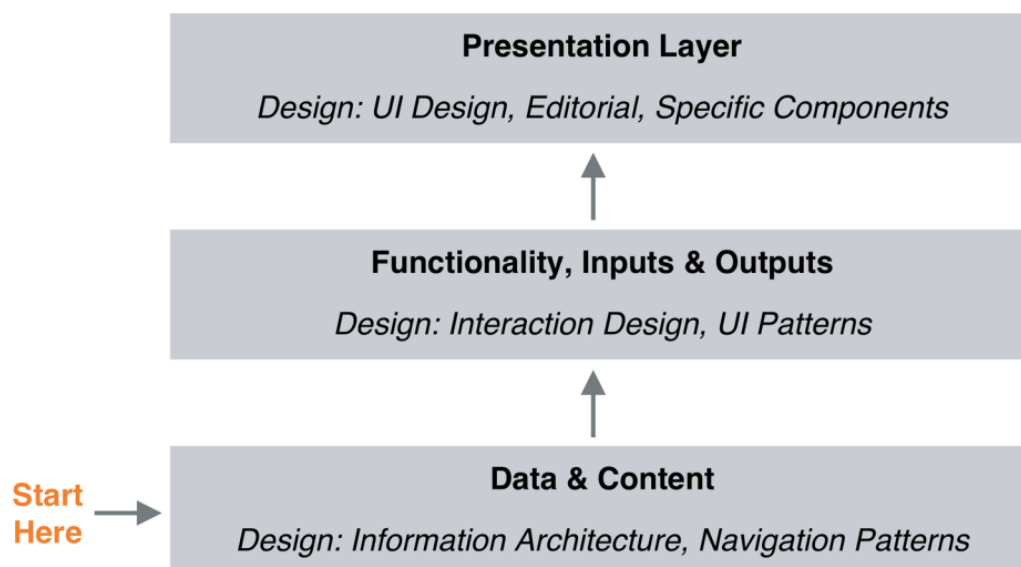 Presentation Layer
Design: UI Design, Editorial, Specific Components
Functionality, Inputs & Outputs
Design: Interaction Design, UI Patterns
Data & Content
Start
Here
Design: Information Architecture, Navigation Patterns